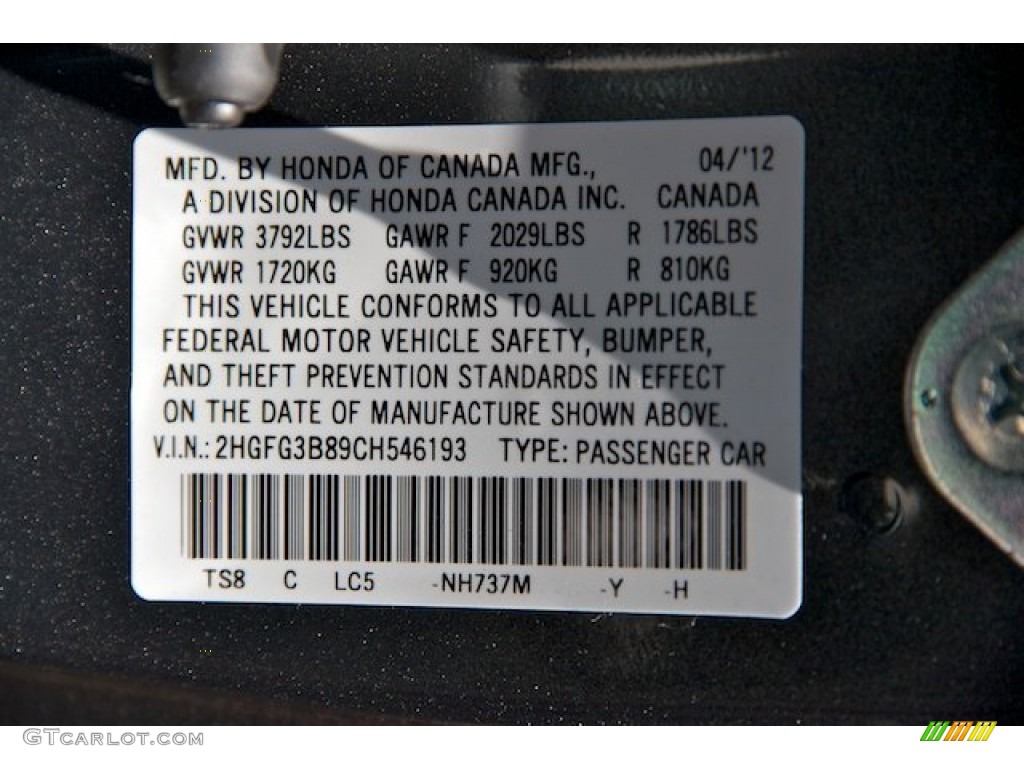 MFD. BY HONDA OF CANADA MFG., 04/'12
A DIVISION OF HONDA CANADA INC. CANADA
GVWR 3792LBS GAWR F 2029LBS R 1786LBS
GVWR 1720KG GAWR F 920KG R 810KG
THIS VEHICLE CONFORMS TO ALL APPLICABLE
FEDERAL MOTOR VEHICLE SAFETY, BUMPER,
AND THEFT PREVENTION STANDARDS IN EFFECT
ON THE DATE OF MANUFACTURE SHOWN ABOVE.
V.I.N.: 2HGFG3B89CH546193 TYPE: PASSENGER CAR
TS8 C LC5 -NH737M -Y -H
GTCARLOT.COM